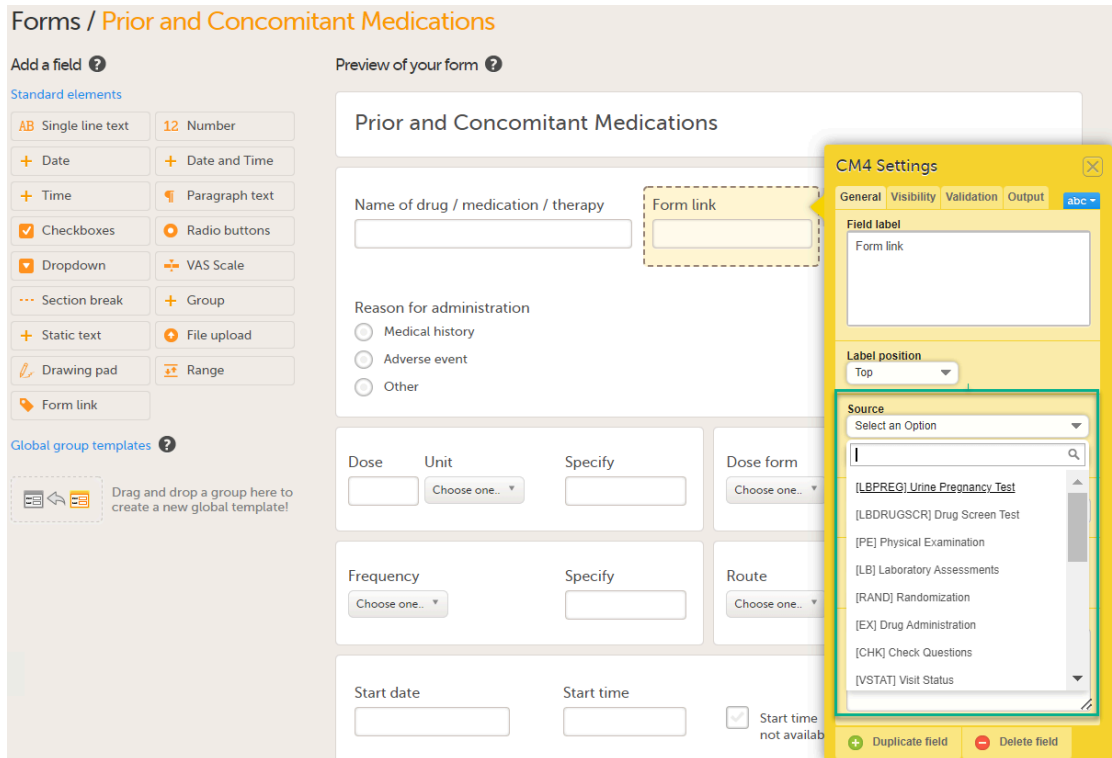 Forms / Prior and Concomitant Medications
Add a field ?
Standard elements
AB Single line text
12 Number
+ Date
+ Date and Time
+ Time
¶ Paragraph text
Checkboxes
Radio buttons
Dropdown
VAS Scale
Section break
+ Group
+ Static text
File upload
Drawing pad
Range
Form link
Global group templates ?
Drag and drop a group here to
create a new global template!
Preview of your form ?
Prior and Concomitant Medications
Name of drug / medication / therapy
Form link
Reason for administration
Medical history
Adverse event
Other
Dose
Unit
Specify
Dose form
Choose one..
Choose one..
Frequency
Specify
Route
Choose one..
Choose one..
Start date
Start time
Start time
not availab
CM4 Settings
General Visibility Validation Output abc
Field label
Form link
Label position
Top
Source
Select an Option
[LBPREG] Urine Pregnancy Test
[LBDRUGSCR] Drug Screen Test
[PE] Physical Examination
[LB] Laboratory Assessments
[RAND] Randomization
[EX] Drug Administration
[CHK] Check Questions
[VSTAT] Visit Status
Duplicate field
Delete field